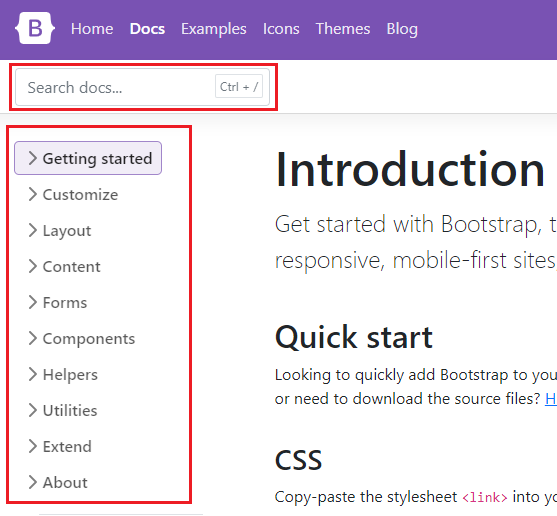 B Home Docs Examples Icons Themes Blog
Search docs... Ctrl + /
Getting started
Customize
Layout
Content
Forms
Components
Helpers
Utilities
Extend
About
Introduction
Get started with Bootstrap, t
responsive, mobile-first sites
Quick start
Looking to quickly add Bootstrap to you
or need to download the source files? H
CSS
Copy-paste the stylesheet <link> into yo